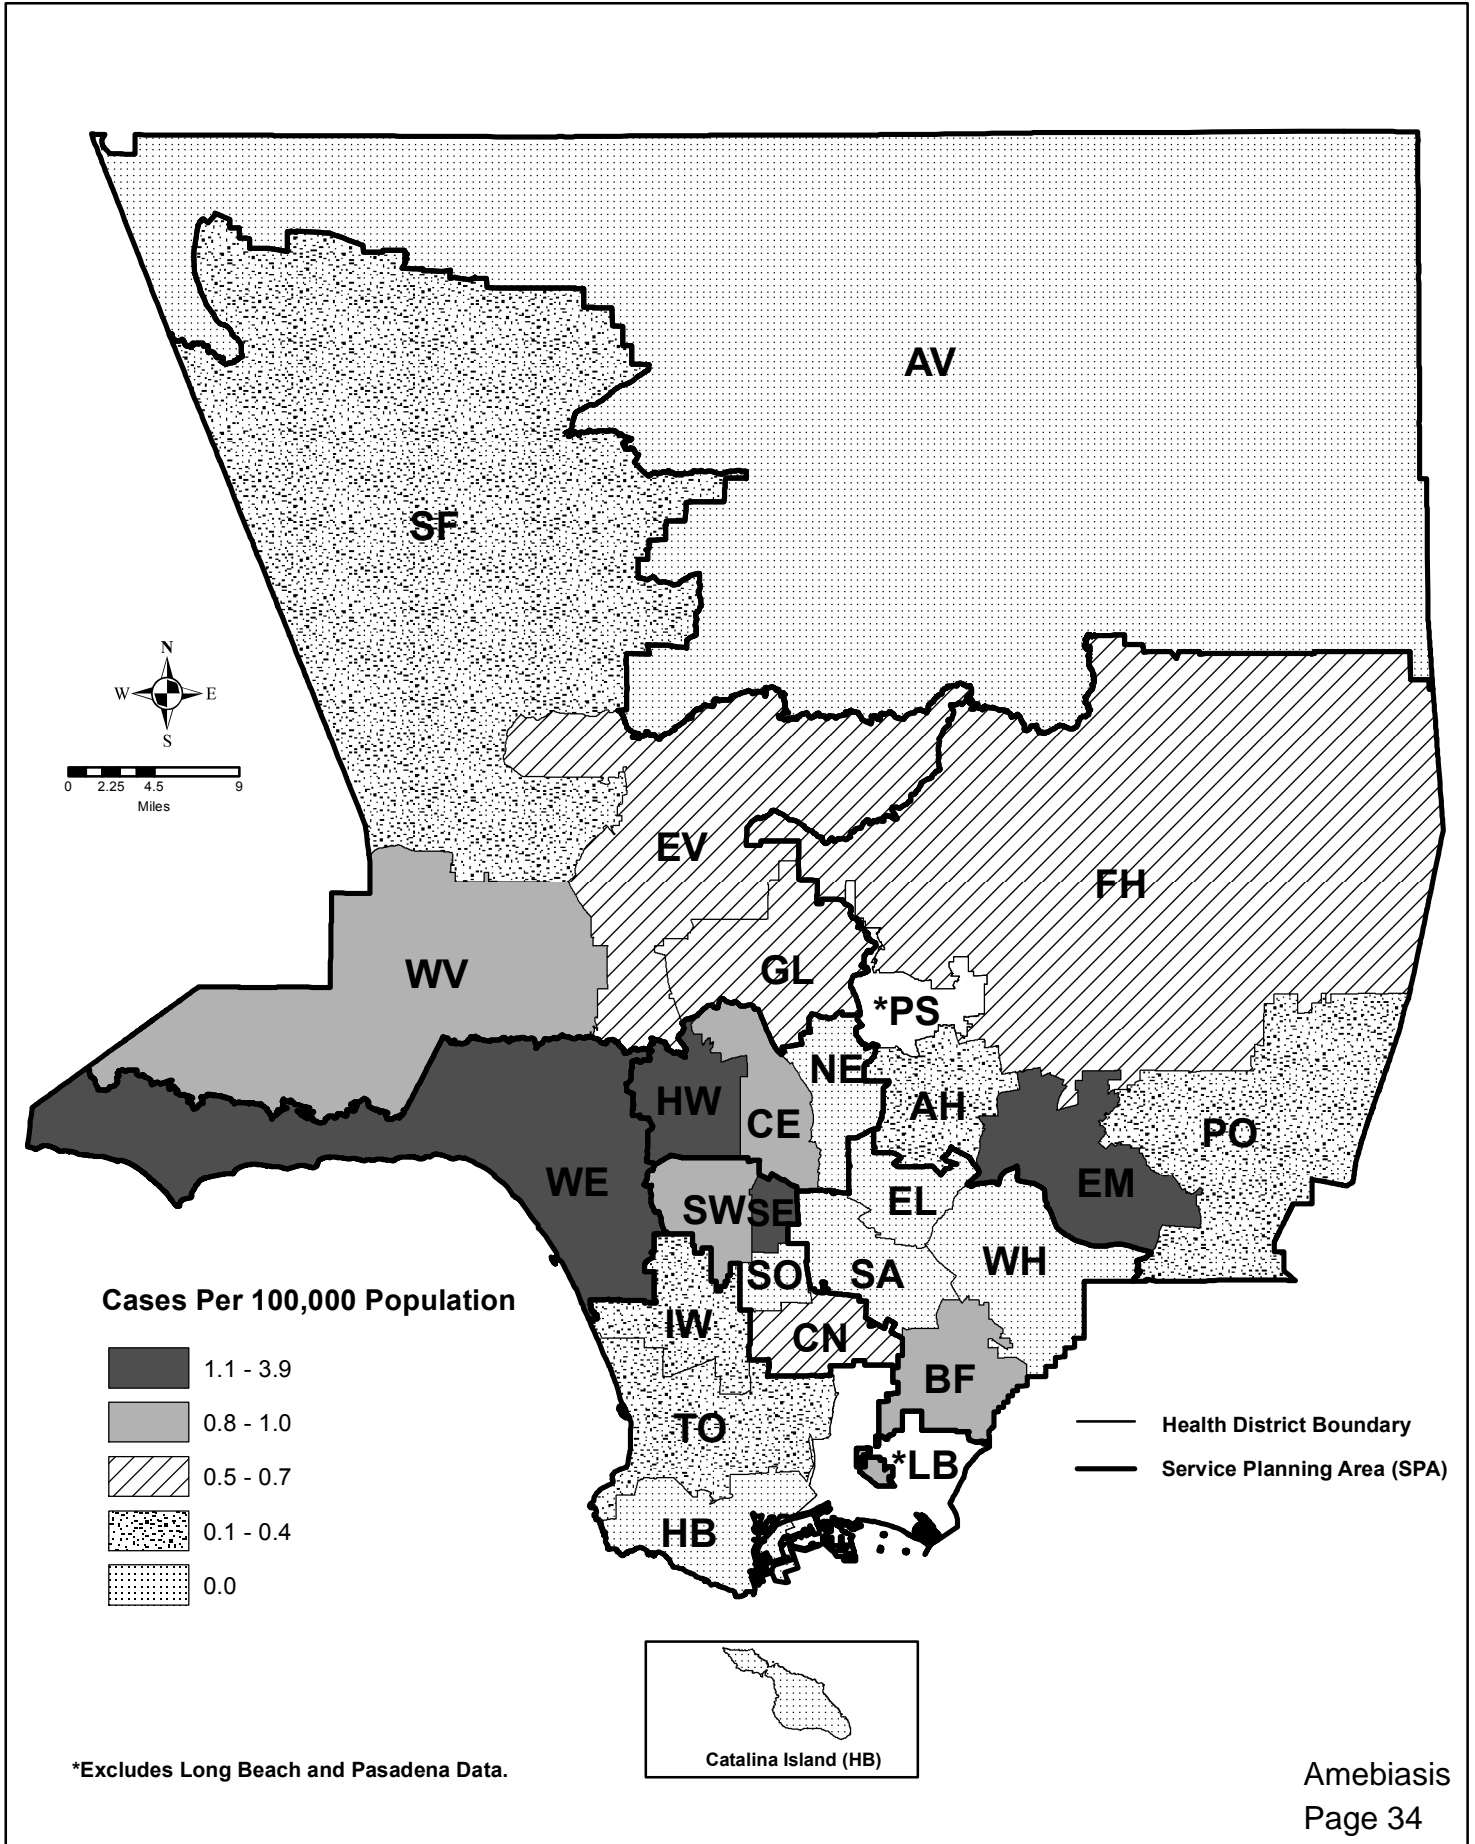 AV
SF
N
W E
S
0 2.25 4.5 9
Miles
EV
FH
GL
WV
*PS
NE
HW
AH
CE
PO
WE
EM
EL
SW
SE
WH
SO
SA
Cases Per 100,000 Population
IW
CN
1.1 - 3.9
BF
0.8 - 1.0
TO
Health District Boundary
*LB
Service Planning Area (SPA)
0.5 - 0.7
0.1 - 0.4
HB
0.0
Catalina Island (HB)
*Excludes Long Beach and Pasadena Data.
Amebiasis
Page 34